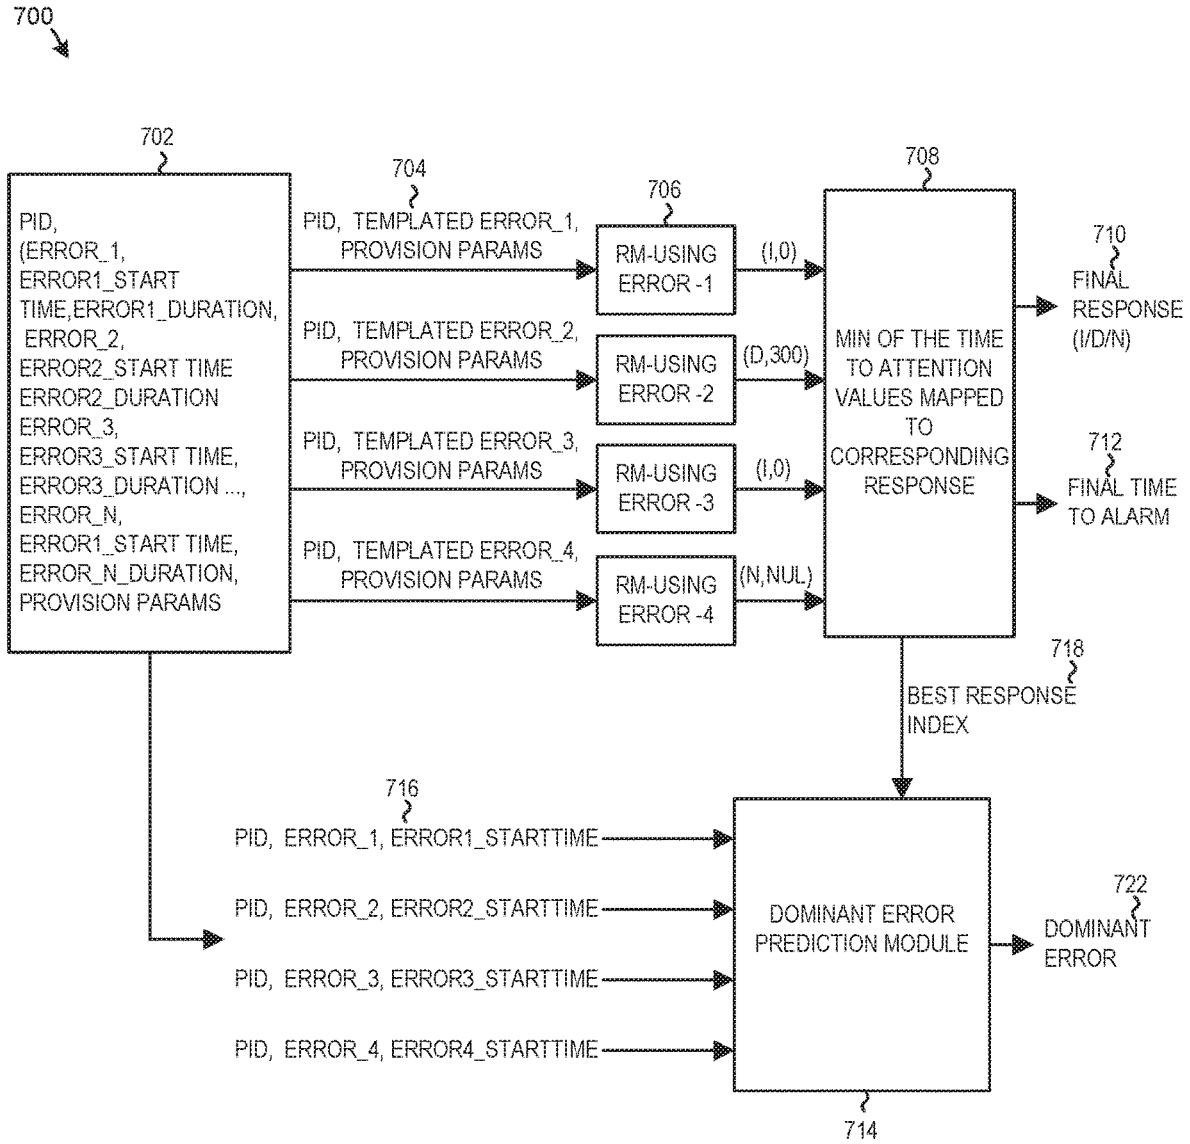 700
702
PID,
(ERROR_1,
ERROR1_START
TIME,ERROR1_DURATION,
ERROR_2,
ERROR2_START TIME
ERROR2_DURATION
ERROR_3,
ERROR3_START TIME,
ERROR3_DURATION ...,
ERROR_N,
ERROR1_START TIME,
ERROR_N_DURATION,
PROVISION PARAMS
704
PID, TEMPLATED ERROR_1,
PROVISION PARAMS
PID, TEMPLATED ERROR_2,
PROVISION PARAMS
PID, TEMPLATED ERROR_3,
PROVISION PARAMS
PID, TEMPLATED ERROR_4,
PROVISION PARAMS
706
RM-USING
ERROR -1
RM-USING
ERROR -2
RM-USING
ERROR -3
RM-USING
ERROR -4
(I,0)
(D,300)
(I,0)
(N,NUL)
708
MIN OF THE TIME
TO ATTENTION
VALUES MAPPED
TO
CORRESPONDING
RESPONSE
710
FINAL
RESPONSE
(I/D/N)
712
FINAL TIME
TO ALARM
718
BEST RESPONSE
INDEX
716
PID, ERROR_1, ERROR1_STARTTIME
PID, ERROR_2, ERROR2_STARTTIME
PID, ERROR_3, ERROR3_STARTTIME
PID, ERROR_4, ERROR4_STARTTIME
DOMINANT ERROR
PREDICTION MODULE
714
722
DOMINANT
ERROR